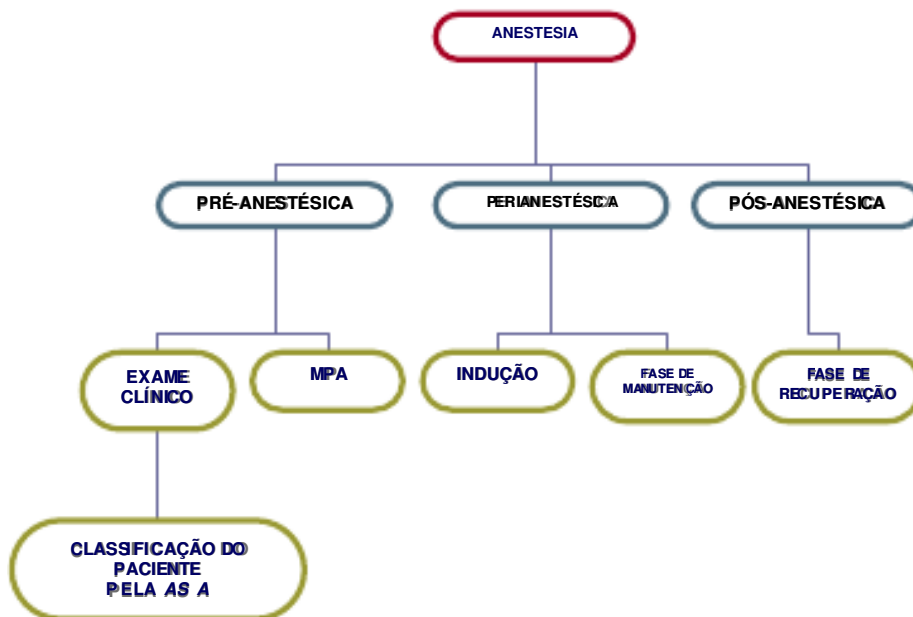 ANESTESIA
PRÉ-ANESTÉSICA
PERIANESTÉSICA
PÓS-ANESTÉSICA
EXAME
CLÍNICO
MPA
INDUÇÃO
FASE DE
MANUTENÇÃO
FASE DE
RECUPERAÇÃO
CLASSIFICAÇÃO DO
PACIENTE
PELA ASA